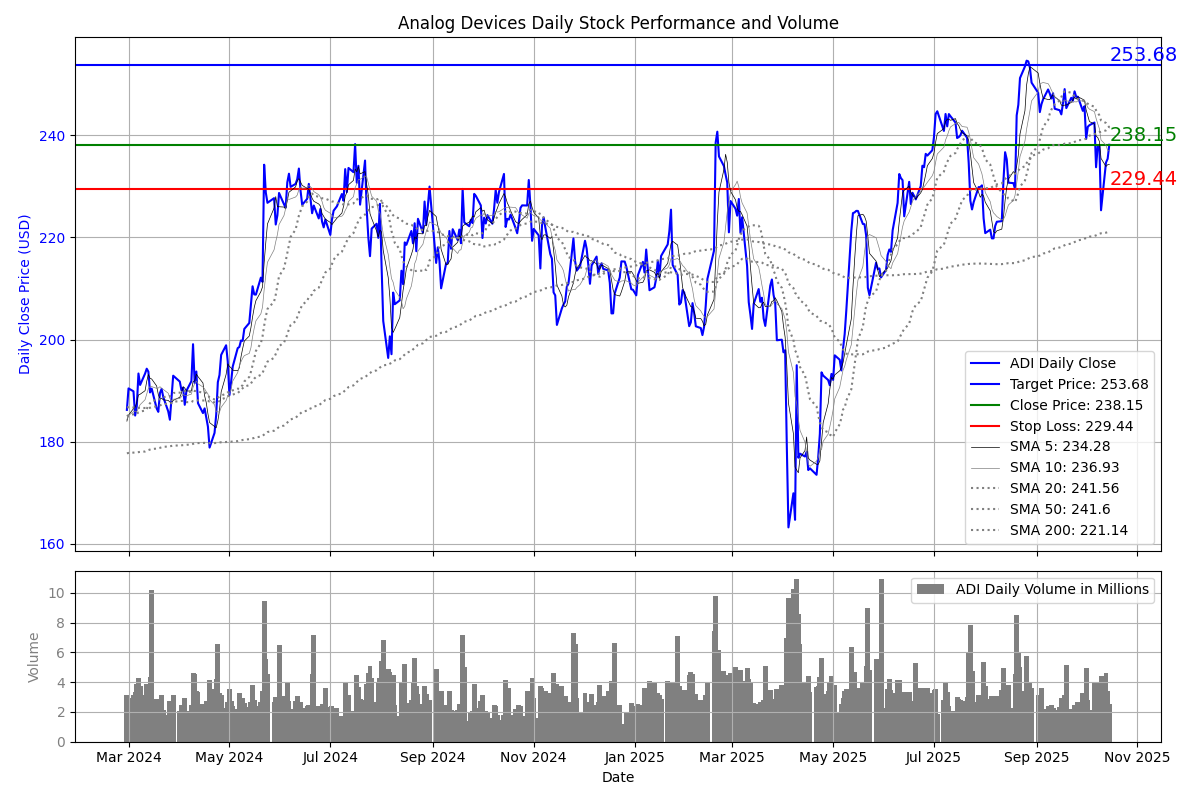 Analog Devices Daily Stock Performance and Volume
253.68
240
238.15
229.44
220
200
180
160
Daily Close Price (USD)
ADI Daily Close
Target Price: 253.68
Close Price: 238.15
Stop Loss: 229.44
SMA 5: 234.28
SMA 10: 236.93
SMA 20: 241.56
SMA 50: 241.6
SMA 200: 221.14
10
8
6
4
2
0
Volume
ADI Daily Volume in Millions
Mar 2024 May 2024 Jul 2024 Sep 2024 Nov 2024 Jan 2025 Mar 2025 May 2025 Jul 2025 Sep 2025 Nov 2025
Date